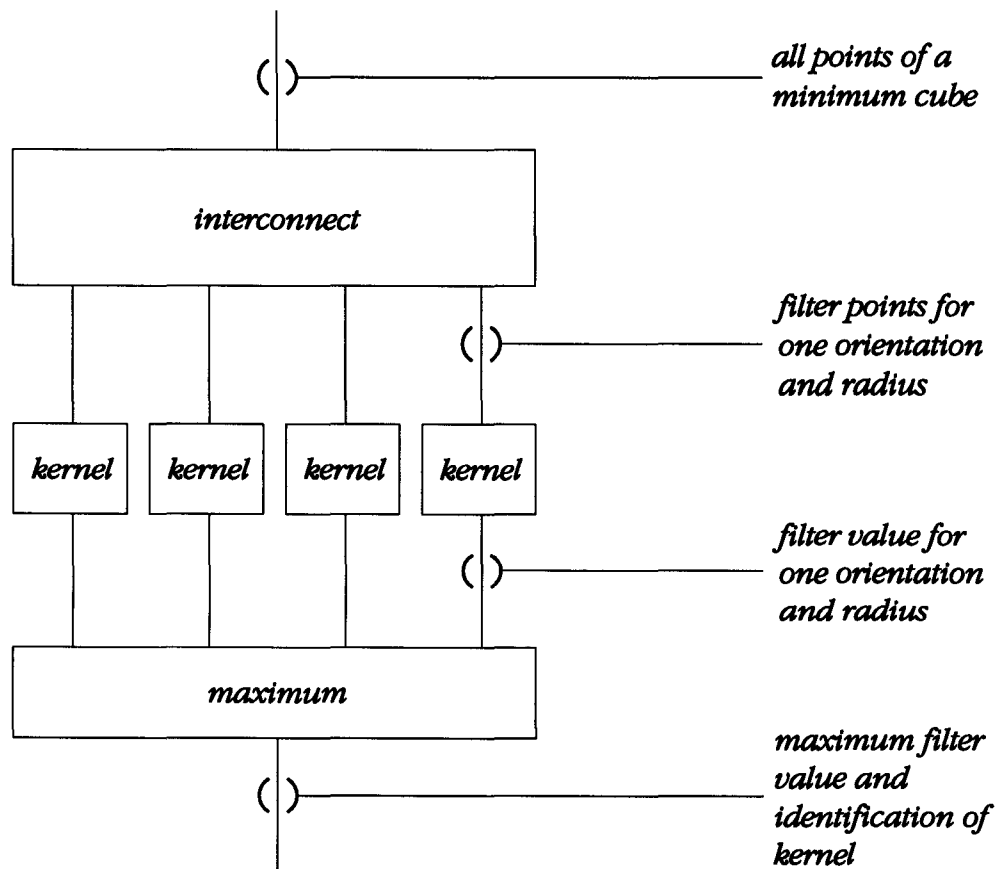 all points of a
minimum cube
interconnect
filter points for
one orientation
and radius
kernel kernel kernel kernel
filter value for
one orientation
and radius
maximum
maximum filter
value and
identification of
kernel